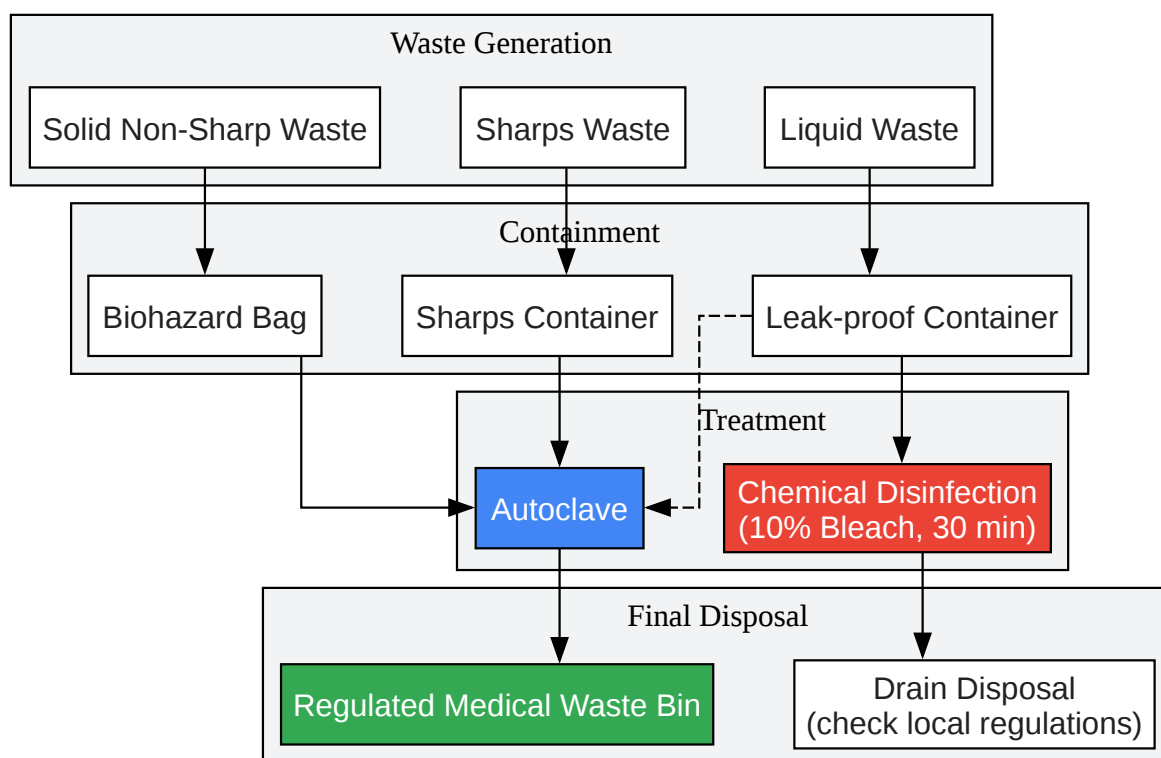 Waste Generation
Solid Non-Sharp Waste
Sharps Waste
Liquid Waste
Containment
Biohazard Bag
Sharps Container
Leak-proof Container
Treatment
Autoclave
Chemical Disinfection
(10% Bleach, 30 min)
Final Disposal
Regulated Medical Waste Bin
Drain Disposal
(check local regulations)